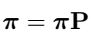 π = πP